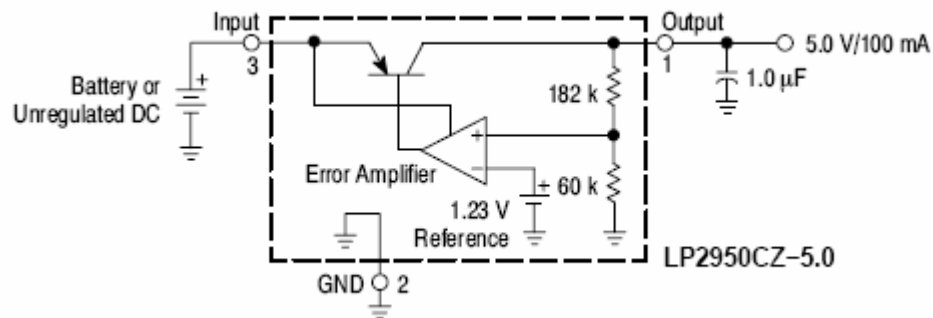 Input
3
Output
1
5.0 V/100 mA
1.0 µF
Battery or
Unregulated DC
+
182 k
+
−
Error Amplifier
+
60 k
1.23 V
Reference
GND
2
LP2950CZ–5.0